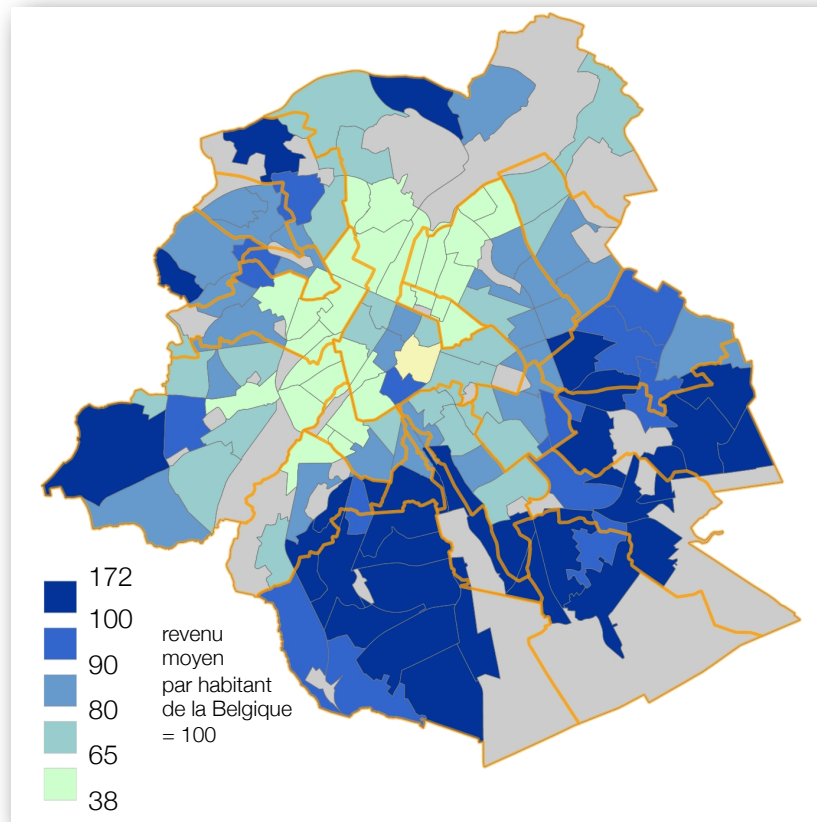 172
100
90
80
65
38
revenu
moyen
par habitant
de la Belgique
= 100